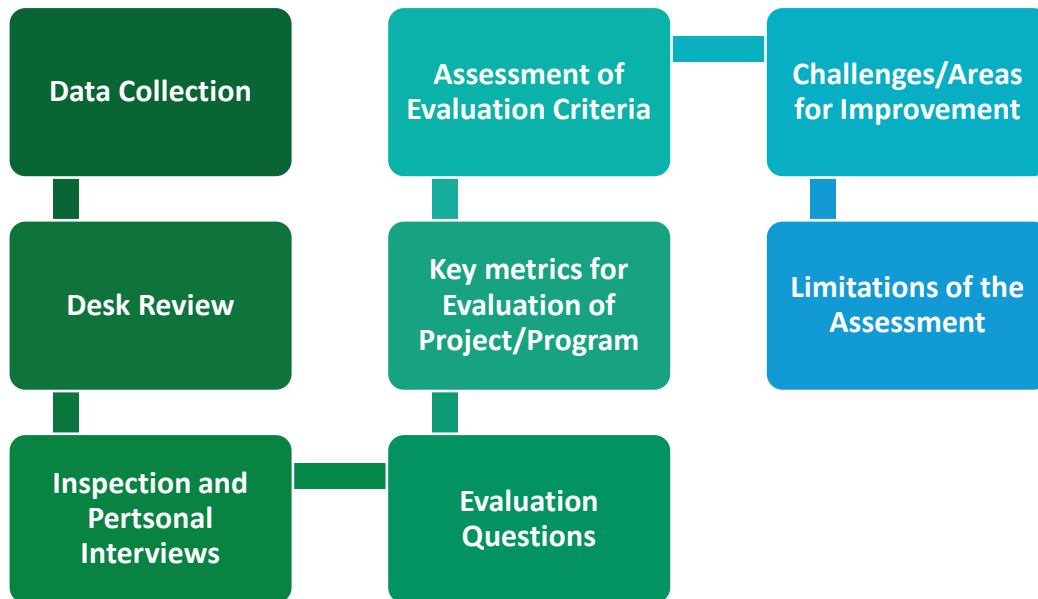 Data Collection
Desk Review
Inspection and
Pertsonal
Interviews
Evaluation
Questions
Key metrics for
Evaluation of
Project/Program
Assessment of
Evaluation Criteria
Challenges/Areas
for Improvement
Limitations of the
Assessment